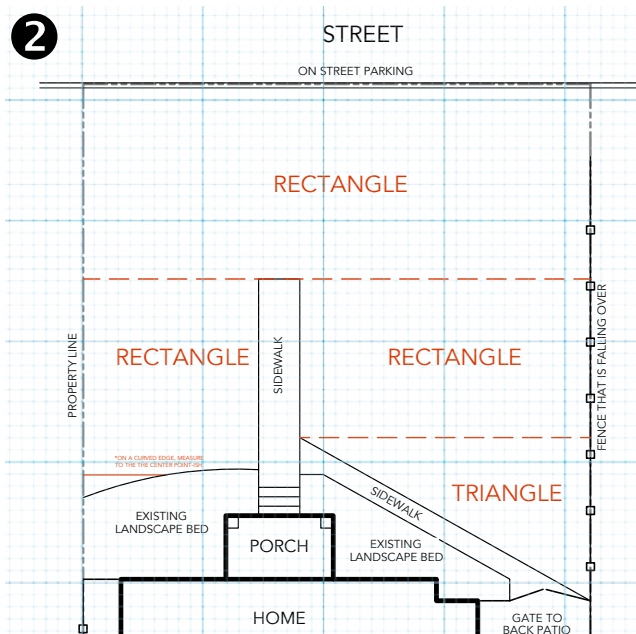 2
STREET
ON STREET PARKING
RECTANGLE
PROPERTY LINE
RECTANGLE
SIDEWALK
RECTANGLE
FENCE THAT IS FALLING OVER
*ON A CURVED EDGE, MEASURE
TO THE THE CENTER POINT-ISH
SIDEWALK
TRIANGLE
EXISTING
LANDSCAPE BED
PORCH
EXISTING
LANDSCAPE BED
HOME
GATE TO
BACK PATIO